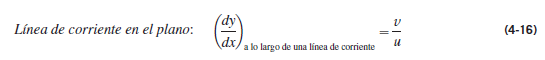 Línea de corriente en el plano: (dy/dx) a lo largo de una línea de corriente = v/u (4-16)